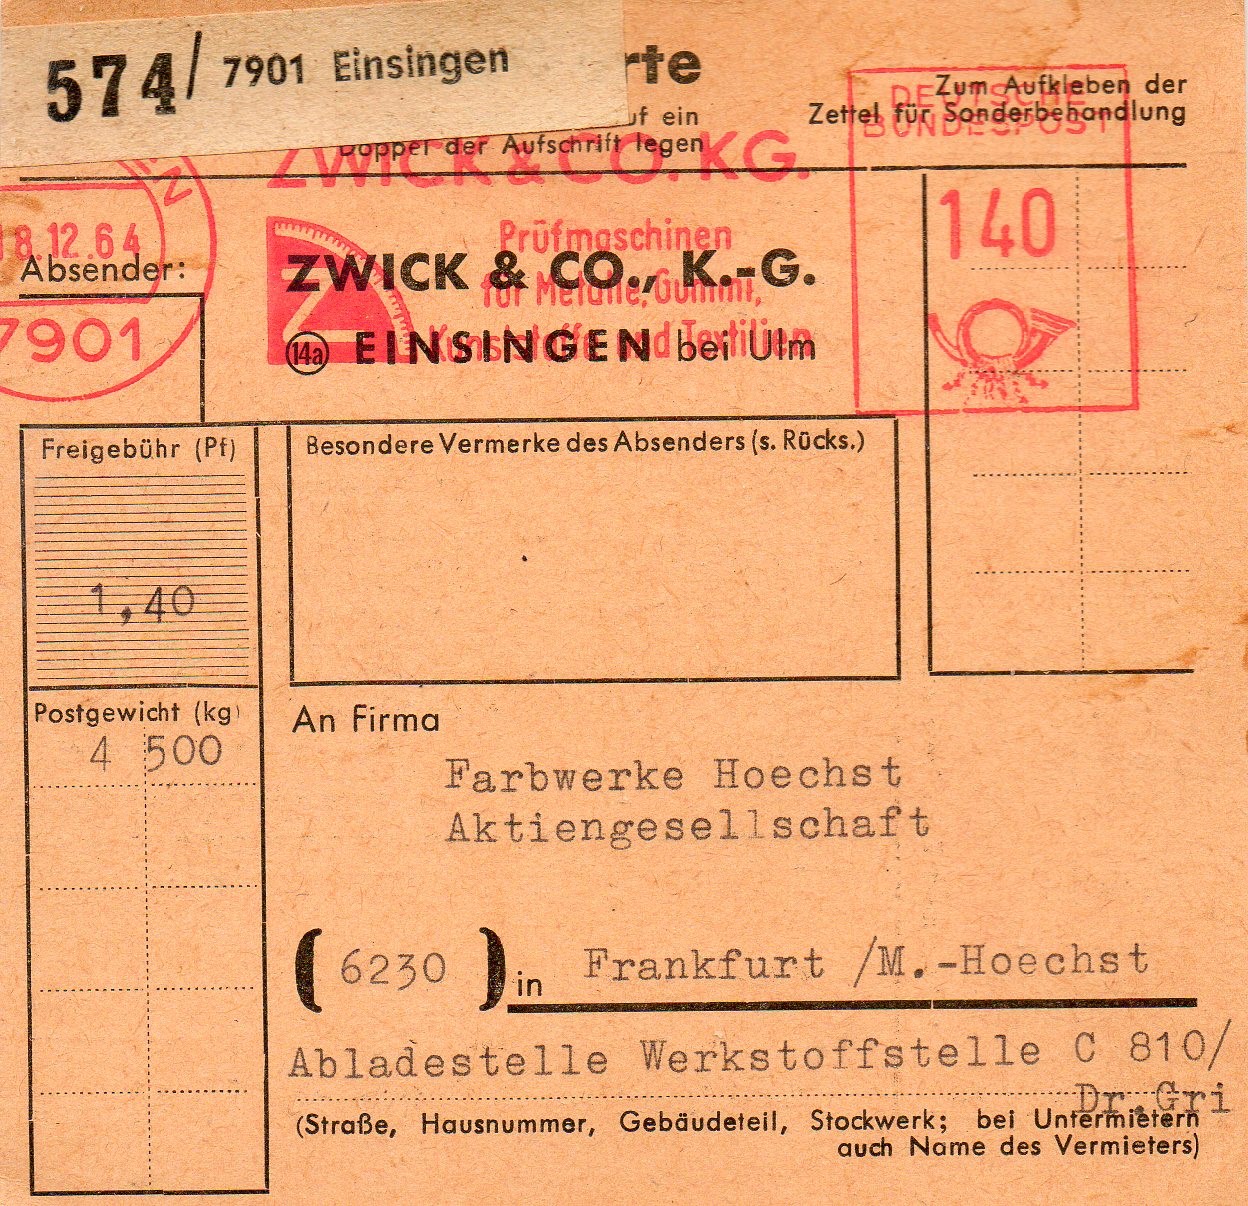 574/ 7901 Einsingen
rte
uf ein
Doppel der Aufschrift legen
Zum Aufkleben der
Zettel für Sonderbehandlung
DEUTSCHE
BUNDESPOST
140
ZWICK & CO. KG.
Prüfmaschinen
für Metalle, Gummi,
Kunststoffe und Textilien
18.12.64
7901
Absender:
ZWICK & CO., K.-G.
14a EINSINGEN bei Ulm
Freigebühr (Pf)
1,40
Besondere Vermerke des Absenders (s. Rücks.)
Postgewicht (kg)
4 500
An Firma
Farbwerke Hoechst
Aktiengesellschaft
(6230) in Frankfurt /M.-Hoechst
Abladestelle Werkstoffstelle C 810/
Dr.Gri
(Straße, Hausnummer, Gebäudeteil, Stockwerk; bei Untermietern
auch Name des Vermieters)